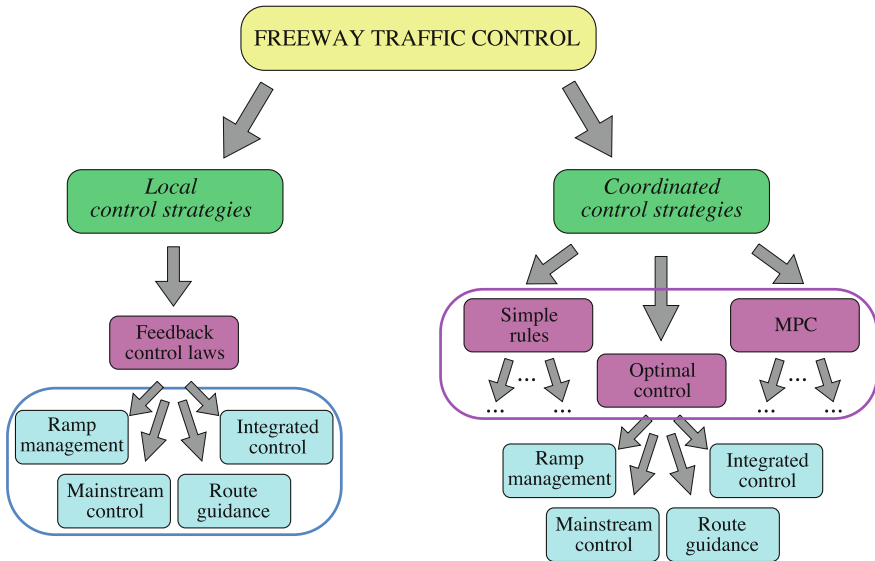 FREEWAY TRAFFIC CONTROL
Local
control strategies
Coordinated
control strategies
Feedback
control laws
Simple
rules
MPC
Optimal
control
...
...
...
...
...
...
Ramp
management
Integrated
control
Mainstream
control
Route
guidance
Ramp
management
Integrated
control
Mainstream
control
Route
guidance